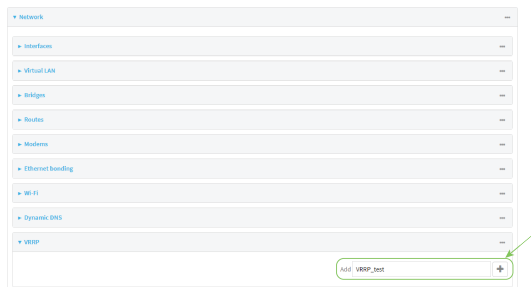 Network
Interfaces
Virtual LAN
Bridges
Routes
Modems
Ethernet bonding
Wi-Fi
Dynamic DNS
VRRP
Add VRRP_test